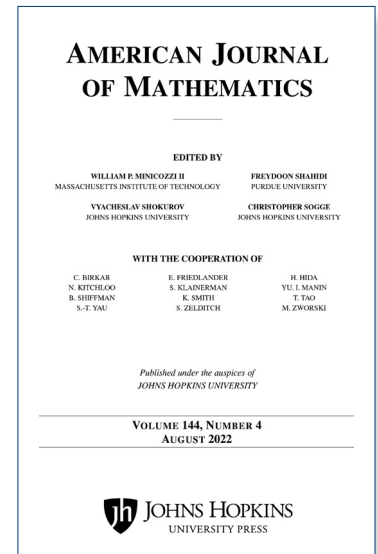 AMERICAN JOURNAL
OF MATHEMATICS
EDITED BY
WILLIAM P. MINICOZZI II
MASSACHUSETTS INSTITUTE OF TECHNOLOGY
FREYDOON SHAHIDI
PURDUE UNIVERSITY
VYACHESLAV SHOKUROV
JOHNS HOPKINS UNIVERSITY
CHRISTOPHER SOGGE
JOHNS HOPKINS UNIVERSITY
WITH THE COOPERATION OF
C. BIRKAR E. FRIEDLANDER H. HIDA
N. KITCHLOO S. KLAINERMAN YU. I. MANIN
B. SHIFFMAN K. SMITH T. TAO
S.-T. YAU S. ZELDITCH M. ZWORSKI
Published under the auspices of
JOHNS HOPKINS UNIVERSITY
VOLUME 144, NUMBER 4
AUGUST 2022
jh JOHNS HOPKINS
UNIVERSITY PRESS